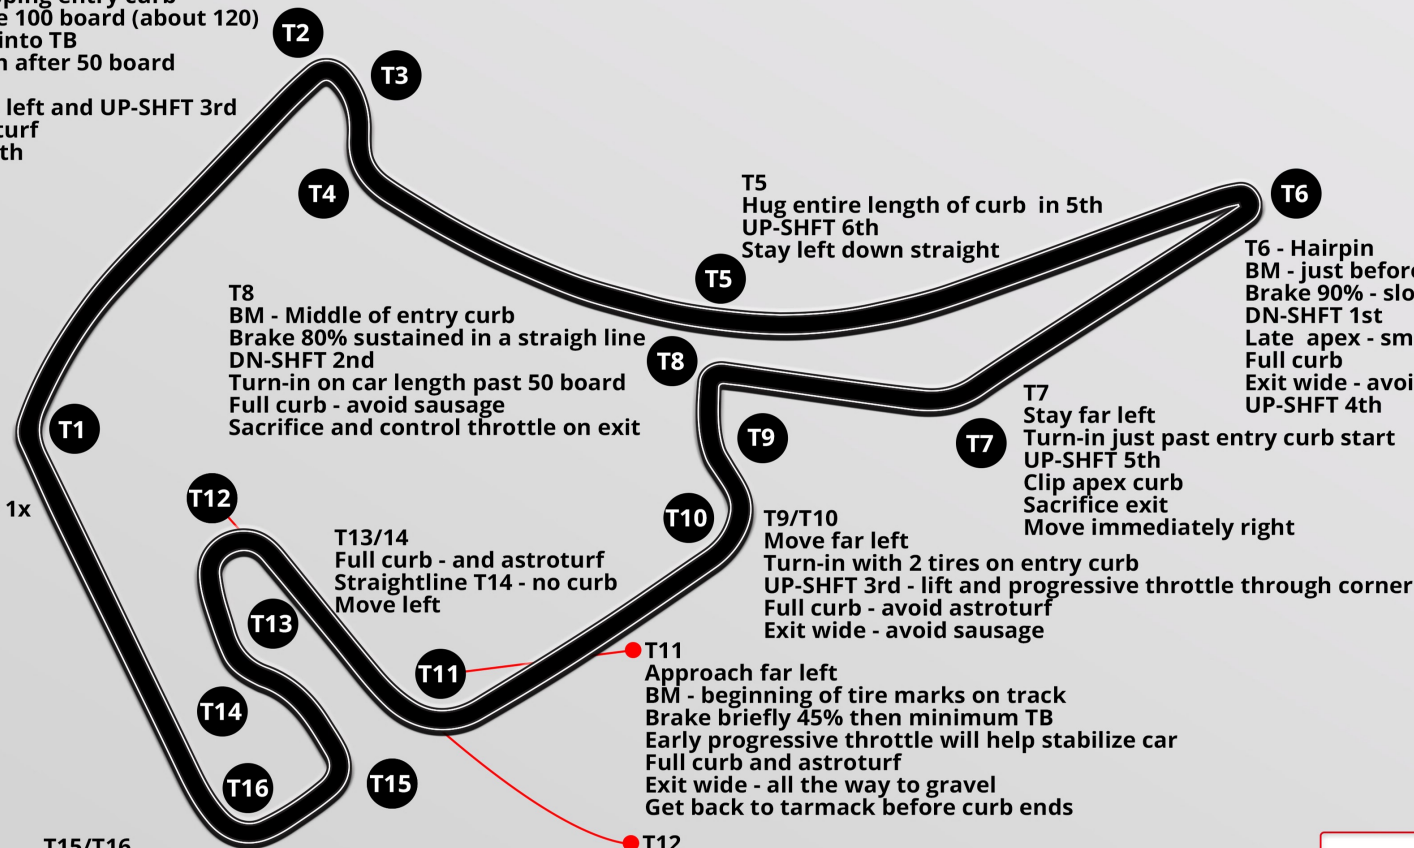 pping entry curb
e 100 board (about 120)
into TB
n after 50 board
left and UP-SHFT 3rd
turf
th
T2
T3
T4
T5
Hug entire length of curb in 5th
UP-SHFT 6th
Stay left down straight
T5
T6
T6 - Hairpin
BM - just before
Brake 90% - slo
DN-SHFT 1st
Late apex - sm
Full curb
Exit wide - avoi
UP-SHFT 4th
T8
BM - Middle of entry curb
Brake 80% sustained in a straigh line
DN-SHFT 2nd
Turn-in on car length past 50 board
Full curb - avoid sausage
Sacrifice and control throttle on exit
T8
T1
T9
T7
T7
Stay far left
Turn-in just past entry curb start
UP-SHFT 5th
Clip apex curb
Sacrifice exit
Move immediately right
1x
T12
T10
T9/T10
Move far left
Turn-in with 2 tires on entry curb
UP-SHFT 3rd - lift and progressive throttle through corner
Full curb - avoid astroturf
Exit wide - avoid sausage
T13/14
Full curb - and astroturf
Straightline T14 - no curb
Move left
T13
T11
T11
Approach far left
BM - beginning of tire marks on track
Brake briefly 45% then minimum TB
Early progressive throttle will help stabilize car
Full curb and astroturf
Exit wide - all the way to gravel
Get back to tarmack before curb ends
T14
T16
T15
T15/T16
T12